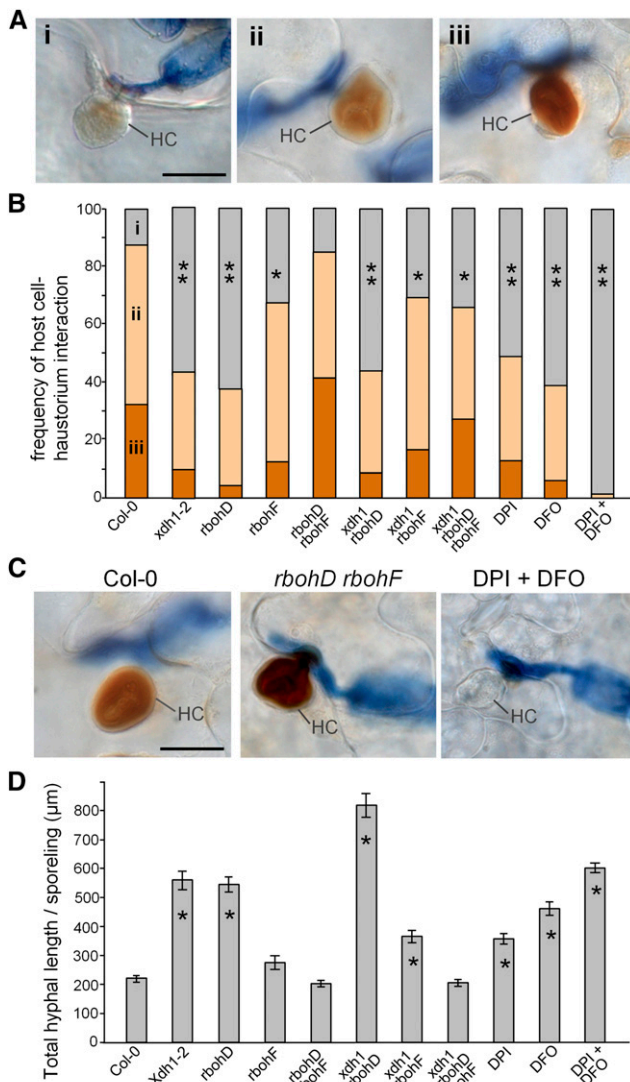 A
i
HC
ii
HC
iii
HC
B
frequency of host cell-
haustorium interaction
100
80
60
40
20
0
i
ii
iii
**
**
*
**
*
*
**
**
**
Col-0
xdh1-2
rbohD
rbohF
rbohD
rbohF
xdh1
rbohD
xdh1
rbohF
xdh1
rbohD
rbohF
DPI
DFO
DPI +
DFO
C
Col-0
rbohD rbohF
DPI + DFO
HC
HC
HC
D
Total hyphal length / sporeling (µm)
800
700
600
500
400
300
200
100
0
*
*
*
*
*
*
*
Col-0
xdh1-2
rbohD
rbohF
rbohD
rbohF
xdh1
rbohD
xdh1
rbohF
xdh1
rbohD
rbohF
DPI
DFO
DPI +
DFO